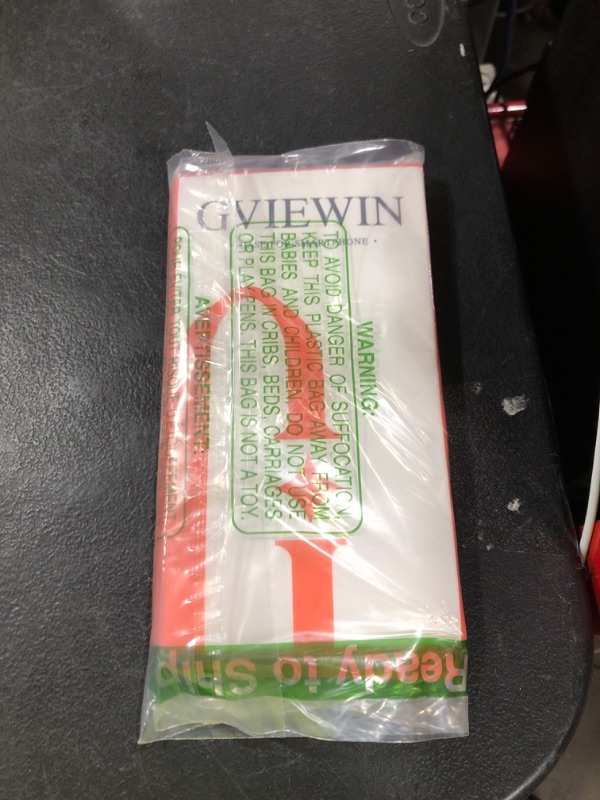 GVIEWIN
WARNING:
TO AVOID DANGER OF SUFFOCATION
KEEP THIS PLASTIC BAG AWAY FROM
BABIES AND CHILDREN, DO NOT USE
THIS BAG IN CRIBS, BEDS, CARRIAGES
OR PLAYPENS. THIS BAG IS NOT A TOY.
AVERTISSEMENT:
Ready to Ship